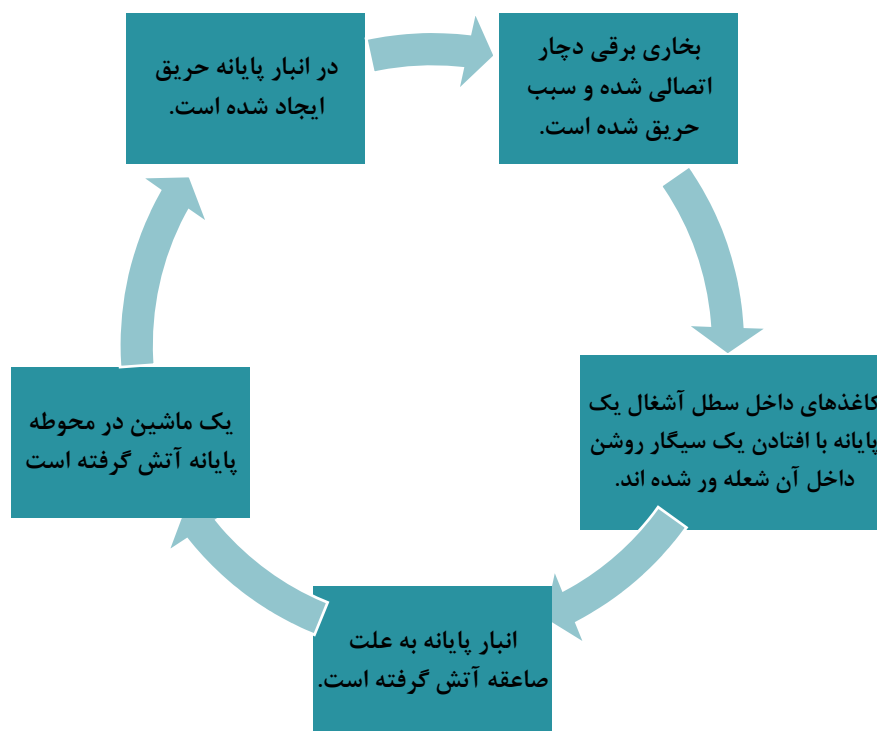 در انبار پایانه حریق
ایجاد شده است.
بخاری برقی دچار
اتصالی شده و سبب
حریق شده است.
کاغذهای داخل سطل آشغال یک
پایانه با افتادن یک سیگار روشن
داخل آن شعله ور شده اند.
انبار پایانه به علت
صاعقه آتش گرفته است.
یک ماشین در محوطه
پایانه آتش گرفته است